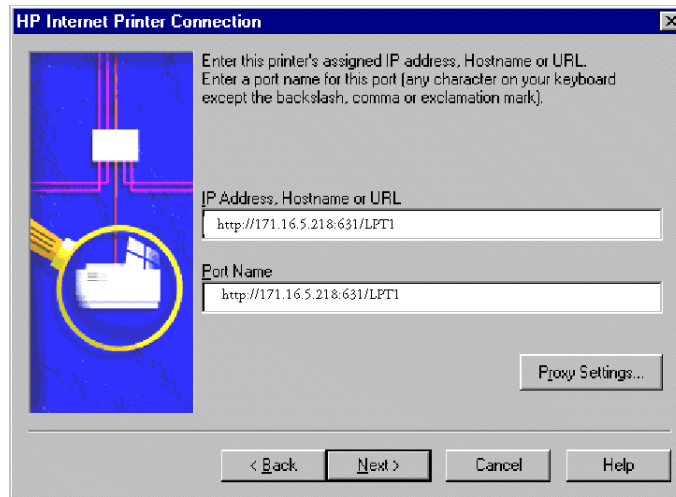 HP Internet Printer Connection
Enter this printer's assigned IP address, Hostname or URL.
Enter a port name for this port (any character on your keyboard
except the backslash, comma or exclamation mark).
IP Address, Hostname or URL
http://171.16.5.218:631/LPT1
Port Name
http://171.16.5.218:631/LPT1
Proxy Settings...
< Back Next > Cancel Help